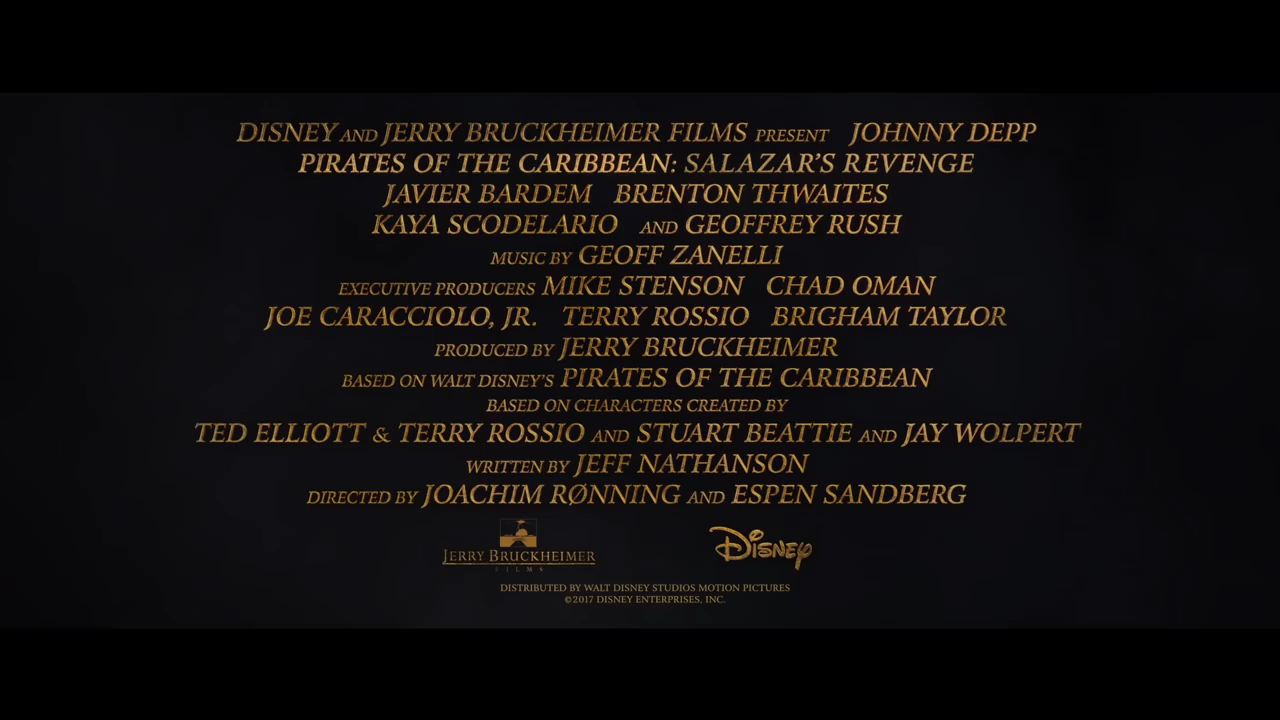 DISNEY AND JERRY BRUCKHEIMER FILMS PRESENT JOHNNY DEPP
PIRATES OF THE CARIBBEAN: SALAZAR'S REVENGE
JAVIER BARDEM BRENTON THWAITES
KAYA SCODELARIO AND GEOFFREY RUSH
MUSIC BY GEOFF ZANELLI
EXECUTIVE PRODUCERS MIKE STENSON CHAD OMAN
JOE CARACCIOLO, JR. TERRY ROSSIO BRIGHAM TAYLOR
PRODUCED BY JERRY BRUCKHEIMER
BASED ON WALT DISNEY'S PIRATES OF THE CARIBBEAN
BASED ON CHARACTERS CREATED BY
TED ELLIOTT & TERRY ROSSIO AND STUART BEATTIE AND JAY WOLPERT
WRITTEN BY JEFF NATHANSON
DIRECTED BY JOACHIM RØNNING AND ESPEN SANDBERG
JERRY BRUCKHEIMER
FILMS
DISNEY
DISTRIBUTED BY WALT DISNEY STUDIOS MOTION PICTURES
©2017 DISNEY ENTERPRISES, INC.